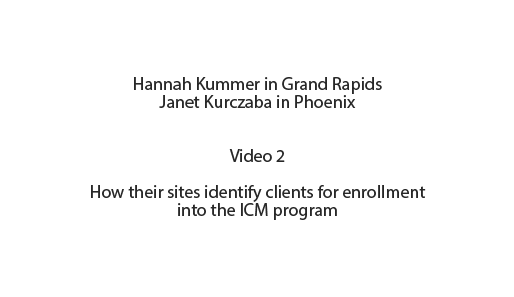 Hannah Kummer in Grand Rapids
Janet Kurczaba in Phoenix
Video 2
How their sites identify clients for enrollment
into the ICM program